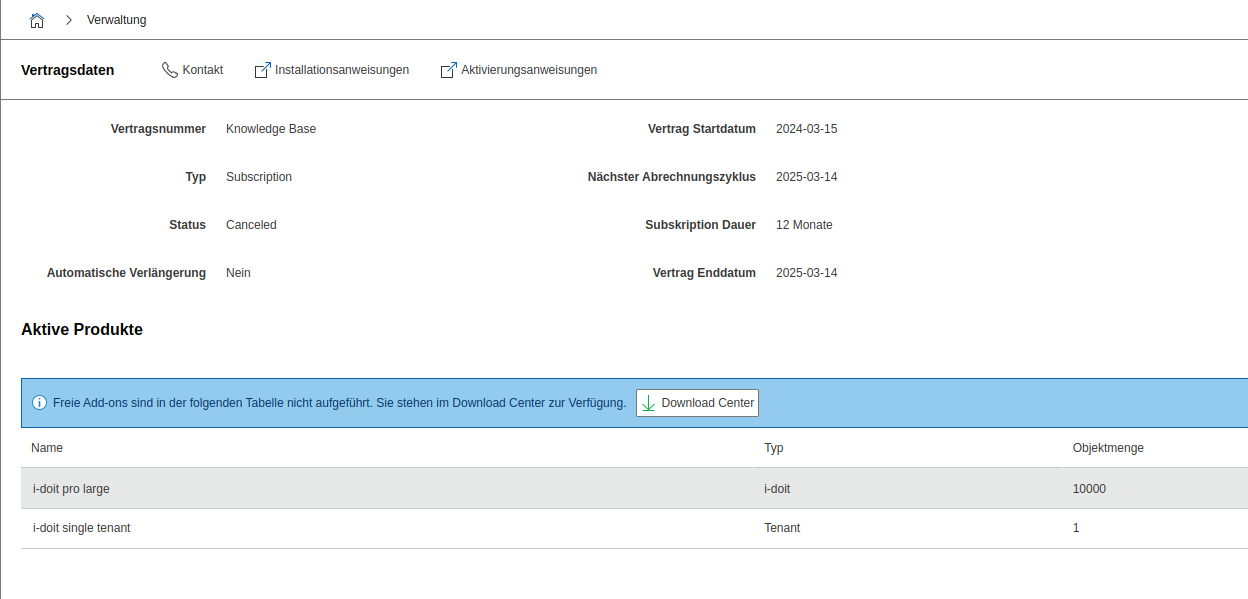 Verwaltung
Vertragsdaten Kontakt Installationsanweisungen Aktivierungsanweisungen
Vertragsnummer Knowledge Base Vertrag Startdatum 2024-03-15
Typ Subscription Nächster Abrechnungszyklus 2025-03-14
Status Canceled Subskription Dauer 12 Monate
Automatische Verlängerung Nein Vertrag Enddatum 2025-03-14
Aktive Produkte
Freie Add-ons sind in der folgenden Tabelle nicht aufgeführt. Sie stehen im Download Center zur Verfügung. Download Center
Name Typ Objektmenge
i-doit pro large i-doit 10000
i-doit single tenant Tenant 1